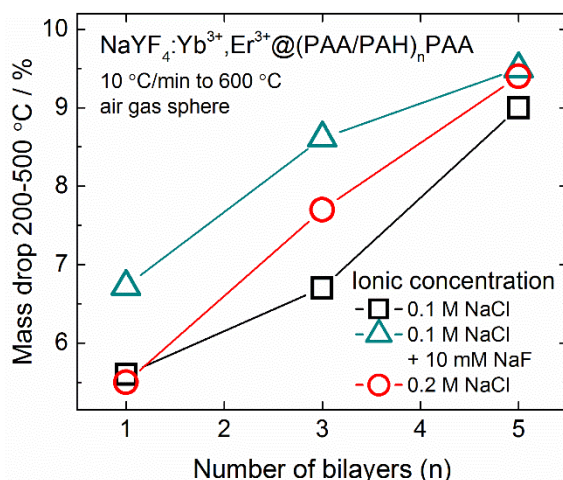 NaYF₄:Yb³⁺,Er³⁺@(PAA/PAH)ₙPAA
10 °C/min to 600 °C
air gas sphere
Mass drop 200-500 °C / %
10
9
8
7
6
Ionic concentration
0.1 M NaCl
0.1 M NaCl
+ 10 mM NaF
0.2 M NaCl
1
2
3
4
5
Number of bilayers (n)